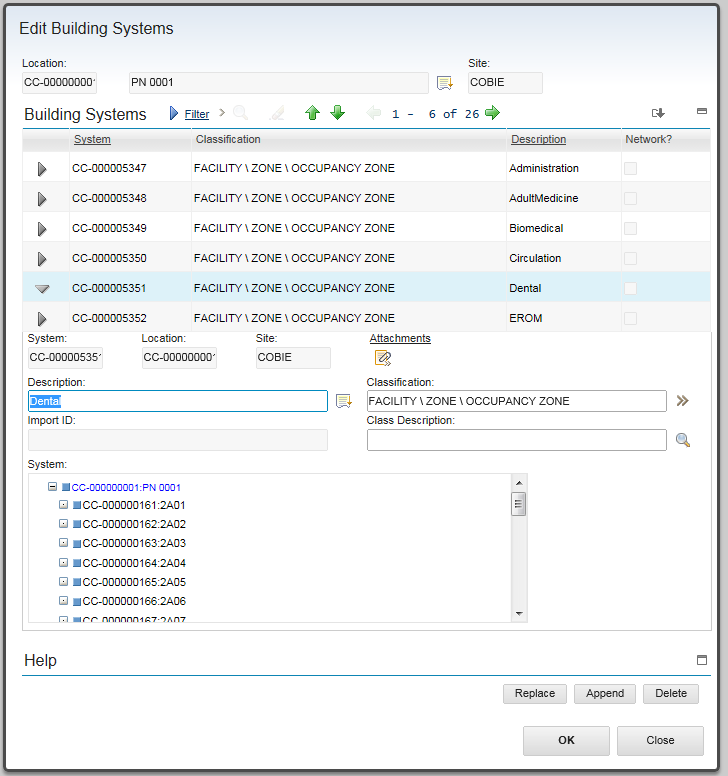 Edit Building Systems
Location: Site:
CC-00000000 PN 0001 COBIE
Building Systems Filter 1 - 6 of 26
System Classification Description Network?
CC-000005347 FACILITY \ ZONE \ OCCUPANCY ZONE Administration
CC-000005348 FACILITY \ ZONE \ OCCUPANCY ZONE AdultMedicine
CC-000005349 FACILITY \ ZONE \ OCCUPANCY ZONE Biomedical
CC-000005350 FACILITY \ ZONE \ OCCUPANCY ZONE Circulation
CC-000005351 FACILITY \ ZONE \ OCCUPANCY ZONE Dental
CC-000005352 FACILITY \ ZONE \ OCCUPANCY ZONE EROM
System: Location: Site: Attachments
CC-00000535 CC-00000000 COBIE
Description: Classification:
Dental FACILITY \ ZONE \ OCCUPANCY ZONE
Import ID: Class Description:
System:
CC-000000001:PN 0001
CC-000000161:2A01
CC-000000162:2A02
CC-000000163:2A03
CC-000000164:2A04
CC-000000165:2A05
CC-000000166:2A06
CC-000000167:2A07
Help
Replace Append Delete
OK Close